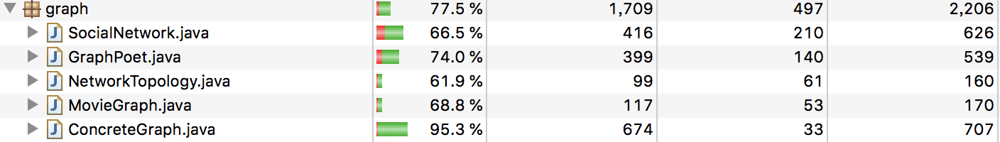 graph 77.5 % 1,709 497 2,206
J SocialNetwork.java 66.5 % 416 210 626
J GraphPoet.java 74.0 % 399 140 539
J NetworkTopology.java 61.9 % 99 61 160
J MovieGraph.java 68.8 % 117 53 170
J ConcreteGraph.java 95.3 % 674 33 707